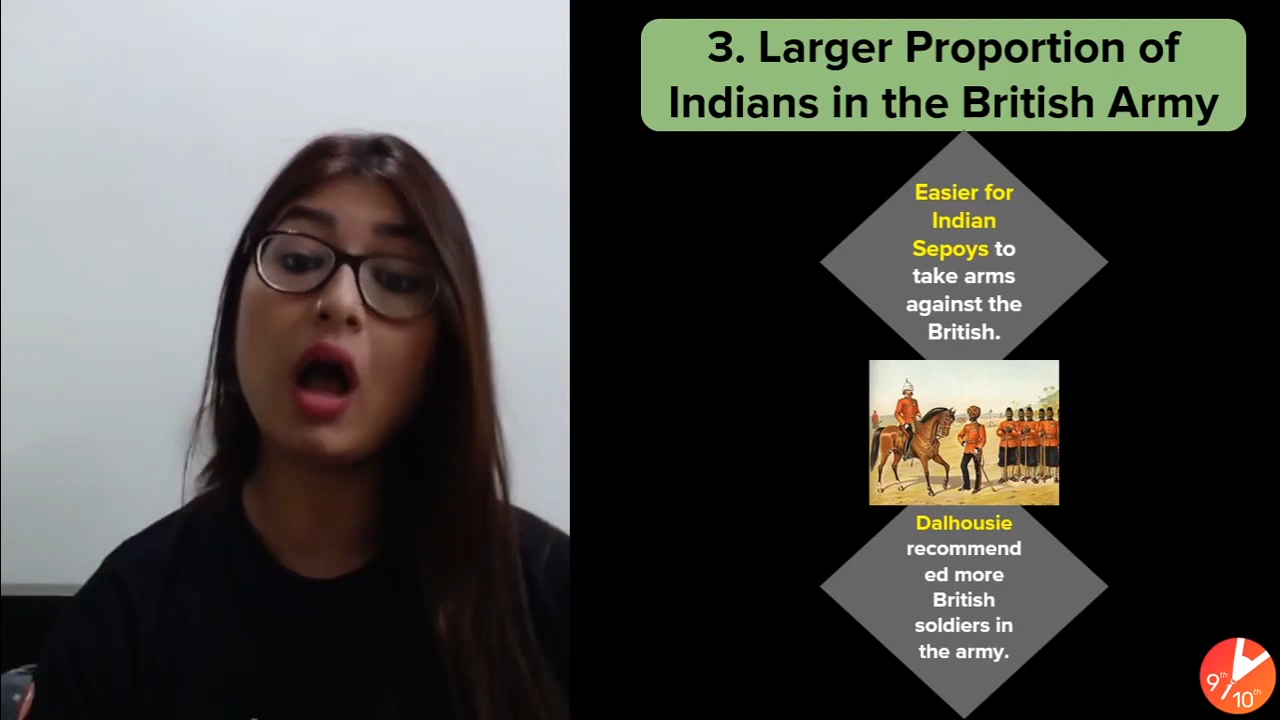 3. Larger Proportion of
Indians in the British Army
Easier for
Indian
Sepoys to
take arms
against the
British.
Dalhousie
recommend
ed more
British
soldiers in
the army.
9th
10th